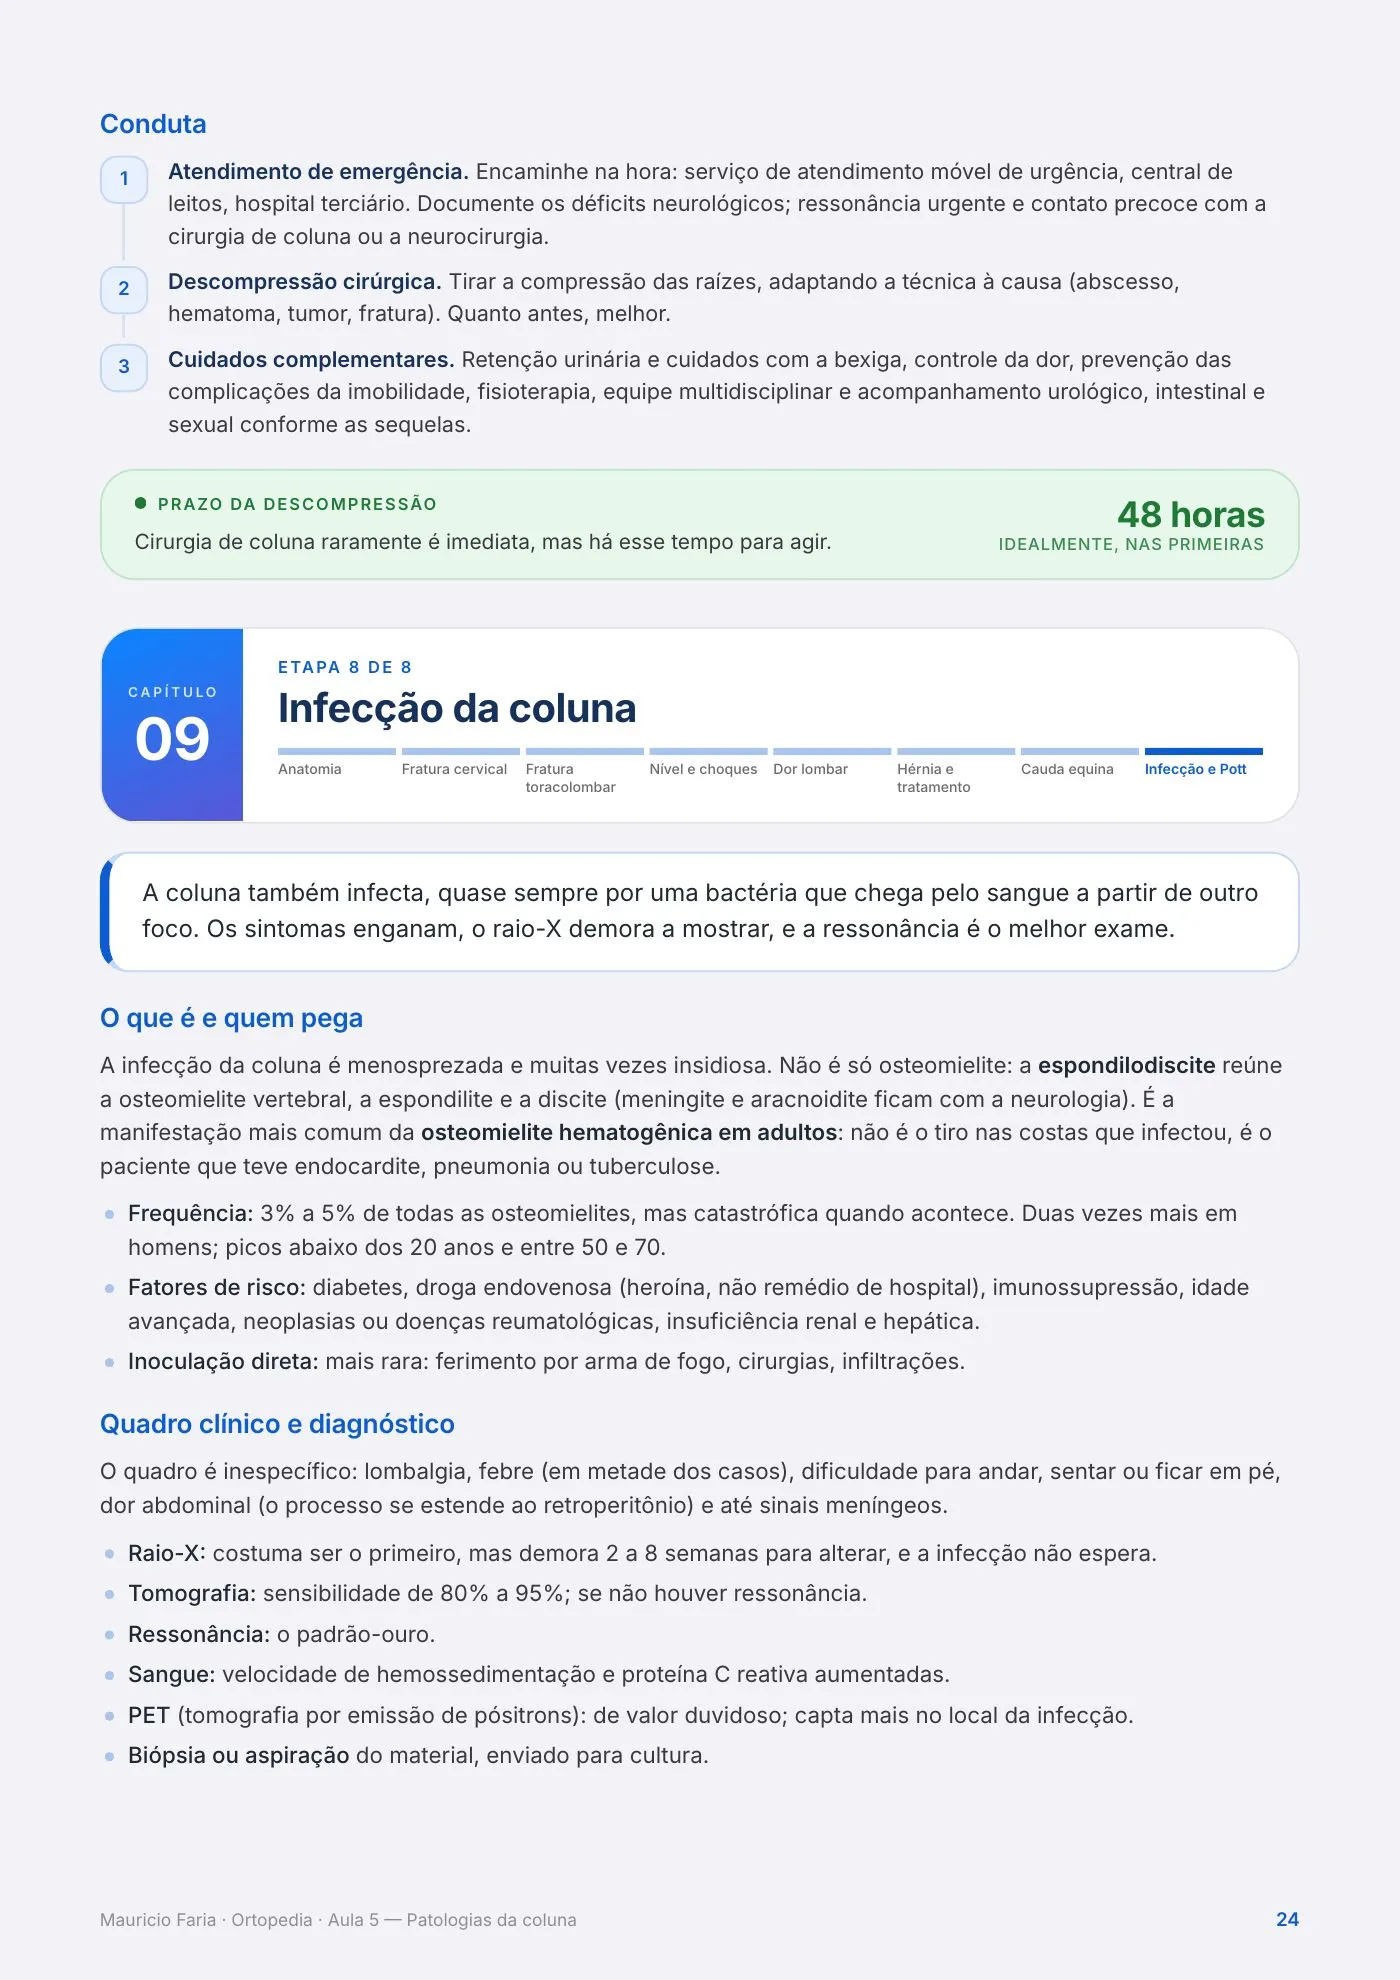 Conduta
1
Atendimento de emergência. Encaminhe na hora: serviço de atendimento móvel de urgência, central de
leitos, hospital terciário. Documente os déficits neurológicos; ressonância urgente e contato precoce com a
cirurgia de coluna ou a neurocirurgia.
2
Descompressão cirúrgica. Tirar a compressão das raízes, adaptando a técnica à causa (abscesso,
hematoma, tumor, fratura). Quanto antes, melhor.
3
Cuidados complementares. Retenção urinária e cuidados com a bexiga, controle da dor, prevenção das
complicações da imobilidade, fisioterapia, equipe multidisciplinar e acompanhamento urológico, intestinal e
sexual conforme as sequelas.
PRAZO DA DESCOMPRESSÃO
Cirurgia de coluna raramente é imediata, mas há esse tempo para agir.
48 horas
IDEALMENTE, NAS PRIMEIRAS
CAPÍTULO
09
ETAPA 8 DE 8
Infecção da coluna
Anatomia
Fratura cervical
Fratura
toracolombar
Nível e choques
Dor lombar
Hérnia e
tratamento
Cauda equina
Infecção e Pott
A coluna também infecta, quase sempre por uma bactéria que chega pelo sangue a partir de outro
foco. Os sintomas enganam, o raio-X demora a mostrar, e a ressonância é o melhor exame.
O que é e quem pega
A infecção da coluna é menosprezada e muitas vezes insidiosa. Não é só osteomielite: a espondilodiscite reúne
a osteomielite vertebral, a espondilite e a discite (meningite e aracnoidite ficam com a neurologia). É a
manifestação mais comum da osteomielite hematogênica em adultos: não é o tiro nas costas que infectou, é o
paciente que teve endocardite, pneumonia ou tuberculose.
Frequência: 3% a 5% de todas as osteomielites, mas catastrófica quando acontece. Duas vezes mais em
homens; picos abaixo dos 20 anos e entre 50 e 70.
Fatores de risco: diabetes, droga endovenosa (heroína, não remédio de hospital), imunossupressão, idade
avançada, neoplasias ou doenças reumatológicas, insuficiência renal e hepática.
Inoculação direta: mais rara: ferimento por arma de fogo, cirurgias, infiltrações.
Quadro clínico e diagnóstico
O quadro é inespecífico: lombalgia, febre (em metade dos casos), dificuldade para andar, sentar ou ficar em pé,
dor abdominal (o processo se estende ao retroperitônio) e até sinais meníngeos.
Raio-X: costuma ser o primeiro, mas demora 2 a 8 semanas para alterar, e a infecção não espera.
Tomografia: sensibilidade de 80% a 95%; se não houver ressonância.
Ressonância: o padrão-ouro.
Sangue: velocidade de hemossedimentação e proteína C reativa aumentadas.
PET (tomografia por emissão de pósitrons): de valor duvidoso; capta mais no local da infecção.
Biópsia ou aspiração do material, enviado para cultura.
Mauricio Faria · Ortopedia · Aula 5 — Patologias da coluna
24